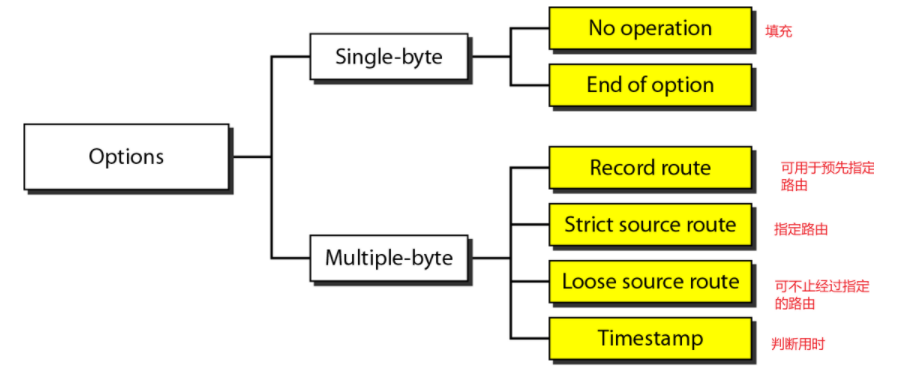 No operation
填充
Single-byte
End of option
Options
Record route
可用于预先指定
路由
Strict source route
指定路由
Multiple-byte
Loose source route
可不止经过指定
的路由
Timestamp
判断用时